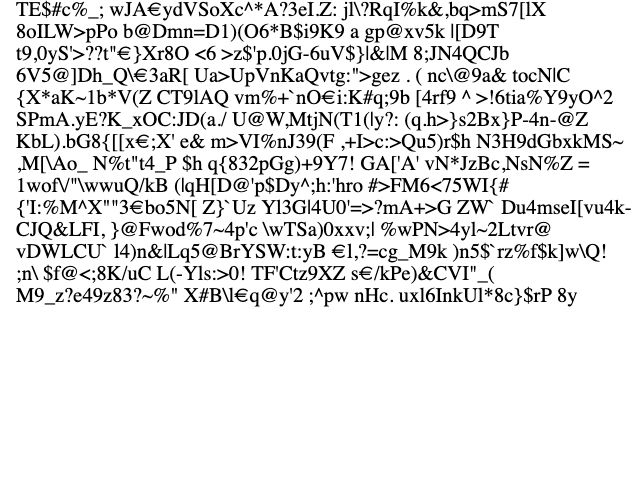 TE$#c%_; wJA€ydVSoXc^*A?3eI.Z: jl\?RqI%k&,bq>mS7[lX
8oILW>pPo b@Dmn=D1)(O6*B$i9K9 a gp@xv5k |[D9T
t9,0yS'>??t"€}Xr8O <6 >z$'p.0jG-6uV$}|&|M 8;JN4QCJb
6V5@]Dh_Q\€3aR[ Ua>UpVnKaQvtg:">gez . ( nc\@9a& tocN|C
{X*aK~1b*V(Z CT9lAQ vm%+`nO€i:K#q;9b [4rf9 ^ >!6tia%Y9yO^2
SPmA.yE?K_xOC:JD(a./ U@W,MtjN(T1(|y?: (q.h>}s2Bx}P-4n-@Z
KbL).bG8{[[x€;X' e& m>VI%nJ39(F ,+I>c:>Qu5)r$h N3H9dGbxkMS~
,M[\Ao_ N%t"t4_P $h q{832pGg)+9Y7! GA['A' vN*JzBc,NsN%Z =
1wof\/"\wwuQ/kB (|qH[D@'p$Dy^;h:'hro #>FM6<75WI{#
{'I:%M^X""3€bo5N[ Z}`Uz Yl3G|4U0'=>?mA+>G ZW` Du4mseI[vu4k-
CJQ&LFI, }@Fwod%7~4p'c \wTSa)0xxv;| %wPN>4yl~2Ltvr@
vDWLCU` l4)n&|Lq5@BrYSW:t:yB €l,?=cg_M9k )n5$`rz%f$k]w\Q!
;n\ $f@<;8K/uC L(-Yls:>0! TF'Ctz9XZ s€/kPe)&CVI"_(
M9_z?e49z83?~%" X#B\l€q@y'2 ;^pw nHc. uxl6InkUl*8c}$rP 8y